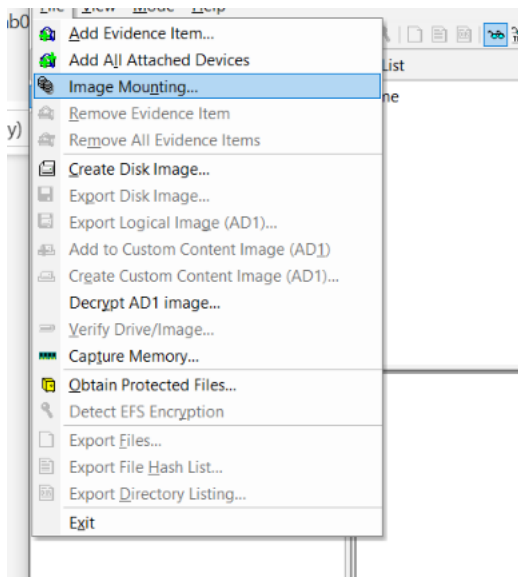 File View Mode Help
ab0
List
Add Evidence Item...
Add All Attached Devices
Image Mounting...
ne
Remove Evidence Item
y)
Remove All Evidence Items
Create Disk Image...
Export Disk Image...
Export Logical Image (AD1)...
Add to Custom Content Image (AD1)
Create Custom Content Image (AD1)...
Decrypt AD1 image...
Verify Drive/Image...
Capture Memory...
Obtain Protected Files...
Detect EFS Encryption
Export Files...
Export File Hash List...
Export Directory Listing...
Exit